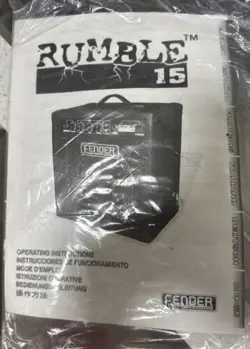 RUMBLE™
15
FENDER
OPERATING INSTRUCTIONS
INSTRUCCIONES DE FUNCIONAMIENTO
MODE D'EMPLOI
ISTRUZIONI OPERATIVE
BEDIENUNGSANLEITUNG
操作方法
FENDER